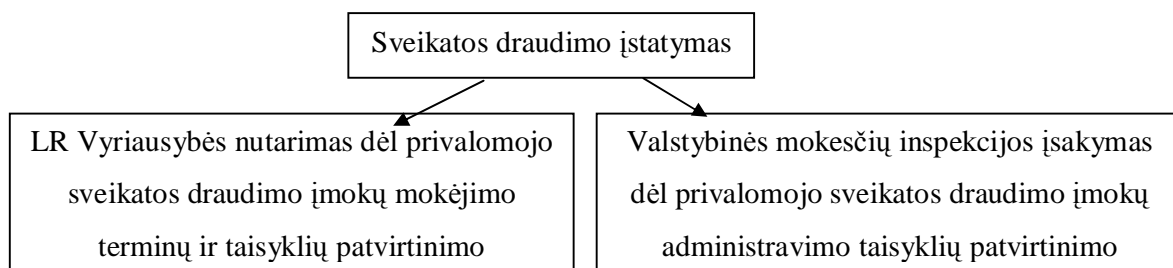 Sveikatos draudimo įstatymas
LR Vyriausybės nutarimas dėl privalomojo
sveikatos draudimo įmokų mokėjimo
terminų ir taisyklių patvirtinimo
Valstybinės mokesčių inspekcijos įsakymas
dėl privalomojo sveikatos draudimo įmokų
administravimo taisyklių patvirtinimo